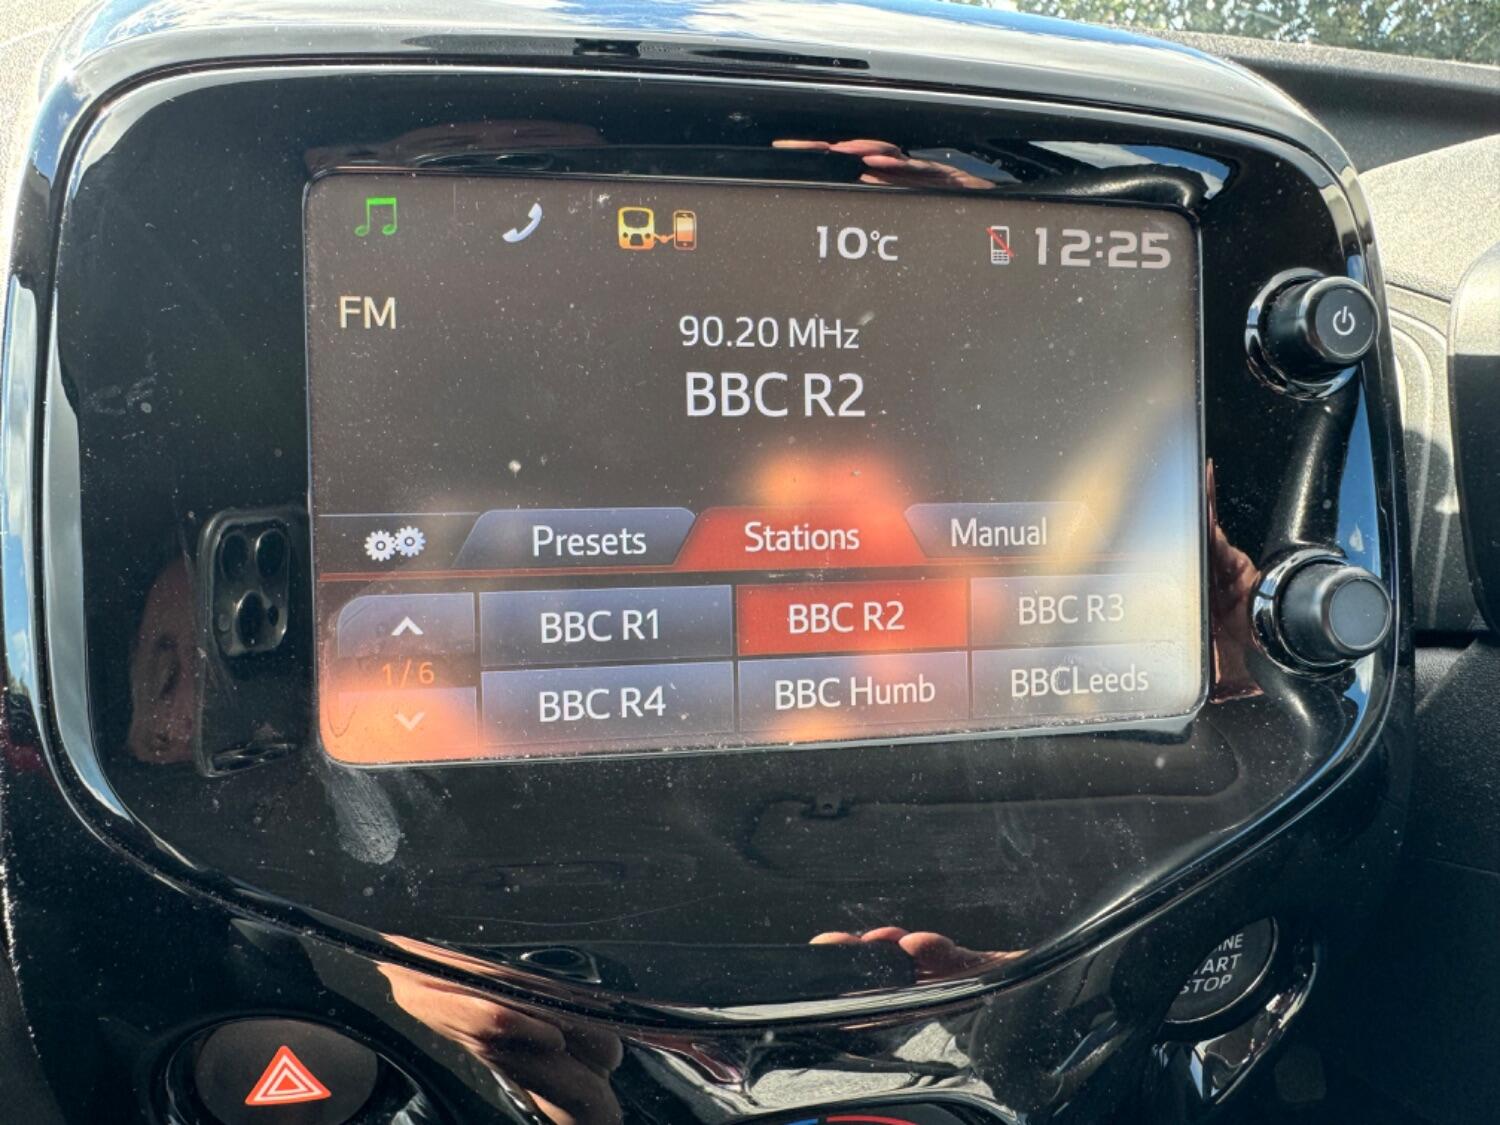 10°C 12:25
FM
90.20 MHz
BBC R2
Presets Stations Manual
BBC R1 BBC R2 BBC R3
1/6
BBC R4 BBC Humb BBCLeeds
STOP